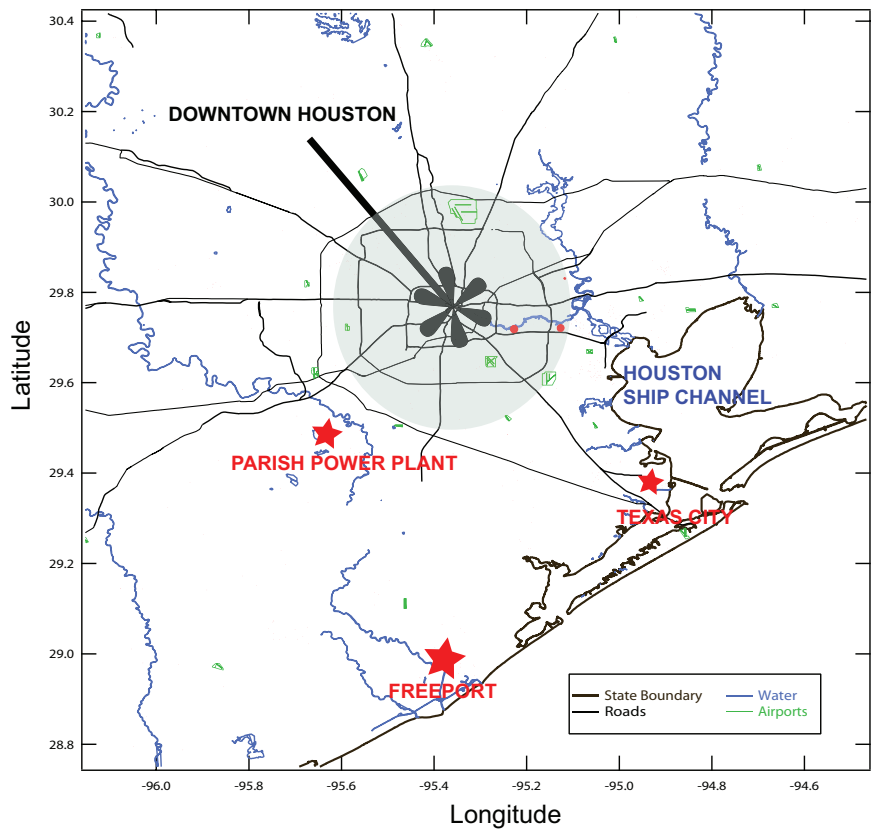 30.4
30.2
DOWNTOWN HOUSTON
30.0
29.8
Latitude
29.6
HOUSTON
SHIP CHANNEL
PARISH POWER PLANT
29.4
TEXAS CITY
29.2
29.0
FREEPORT
State Boundary
Water
Roads
Airports
28.8
-96.0
-95.8
-95.6
-95.4
-95.2
-95.0
-94.8
-94.6
Longitude